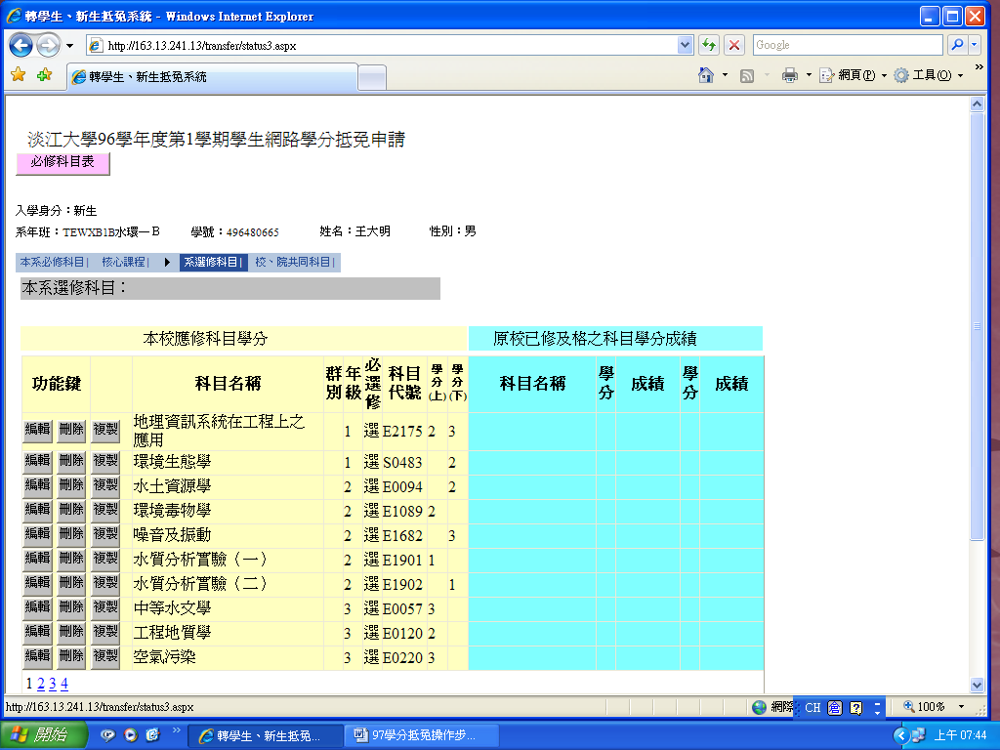 轉學生、新生抵免系統 - Windows Internet Explorer
http://163.13.241.13/transfer/status3.aspx
Google
轉學生、新生抵免系統
網頁(P)
工具(O)
淡江大學96學年度第1學期學生網路學分抵免申請
必修科目表
入學身分：新生
系年班：TEWXB1B水環一B 學號：496480665 姓名：王大明 性別：男
本系必修科目| 核心課程| 系選修科目| 校、院共同科目|
本系選修科目：
本校應修科目學分 原校已修及格之科目學分成績
功能鍵 科目名稱 群別 年級 必選修 科目代號 學分(上) 學分(下) 科目名稱 學分 成績 學分 成績
編輯 刪除 複製 地理資訊系統在工程上之應用 1 選 E2175 2 3
編輯 刪除 複製 環境生態學 1 選 S0483 2
編輯 刪除 複製 水土資源學 2 選 E0094 2
編輯 刪除 複製 環境毒物學 2 選 E1089 2
編輯 刪除 複製 噪音及振動 2 選 E1682 3
編輯 刪除 複製 水質分析實驗（一） 2 選 E1901 1
編輯 刪除 複製 水質分析實驗（二） 2 選 E1902 1
編輯 刪除 複製 中等水文學 3 選 E0057 3
編輯 刪除 複製 工程地質學 3 選 E0120 2
編輯 刪除 複製 空氣污染 3 選 E0220 3
1 2 3 4
http://163.13.241.13/transfer/status3.aspx
網際
CH
100%
開始
轉學生、新生抵免...
97學分抵免操作步...
上午 07:44